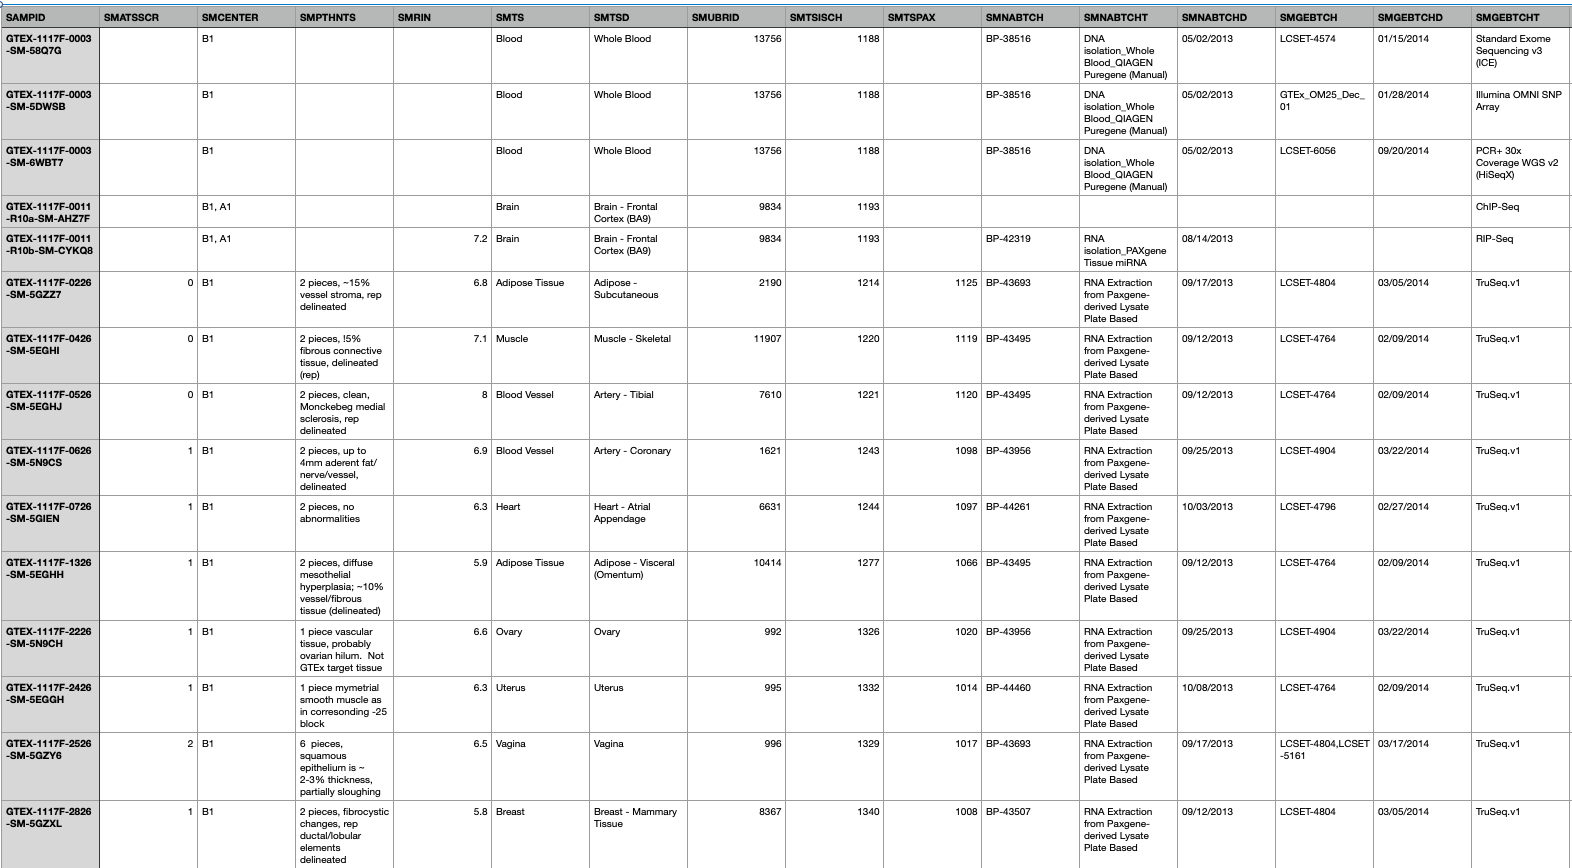 SAMPID SMATSSCR SMCENTER SMPTHNTS SMRIN SMTS SMTSD SMUBRID SMTSISCH SMTSPAX SMNABTCH SMNABTCHT SMNABTCHD SMGEBTCH SMGEBTCHD SMGEBTCHT
GTEX-1117F-0003 B1 Blood Whole Blood 13756 1188 BP-38516 DNA 05/02/2013 LCSET-4574 01/15/2014 Standard Exome
-SM-58Q7G isolation_Whole Sequencing v3
Blood_QIAGEN (ICE)
Puregene (Manual)
GTEX-1117F-0003 B1 Blood Whole Blood 13756 1188 BP-38516 DNA 05/02/2013 GTEx_OM25_Dec_ 01/28/2014 Illumina OMNI SNP
-SM-5DWSB isolation_Whole 01 Array
Blood_QIAGEN
Puregene (Manual)
GTEX-1117F-0003 B1 Blood Whole Blood 13756 1188 BP-38516 DNA 05/02/2013 LCSET-6056 09/20/2014 PCR+ 30x
-SM-6WBT7 isolation_Whole Coverage WGS v2
Blood_QIAGEN (HiSeqX)
Puregene (Manual)
GTEX-1117F-0011 B1, A1 Brain Brain - Frontal 9834 1193 ChIP-Seq
-R10a-SM-AHZ7F Cortex (BA9)
GTEX-1117F-0011 B1, A1 7.2 Brain Brain - Frontal 9834 1193 BP-42319 RNA 08/14/2013 RIP-Seq
-R10b-SM-CYKQ8 Cortex (BA9) isolation_PAXgene
Tissue miRNA
GTEX-1117F-0226 0 B1 2 pieces, ~15% 6.8 Adipose Tissue Adipose - 2190 1214 1125 BP-43693 RNA Extraction 09/17/2013 LCSET-4804 03/05/2014 TruSeq.v1
-SM-5GZZ7 vessel stroma, rep Subcutaneous from Paxgene-
delineated derived Lysate
Plate Based
GTEX-1117F-0426 0 B1 2 pieces, !5% 7.1 Muscle Muscle - Skeletal 11907 1220 1119 BP-43495 RNA Extraction 09/12/2013 LCSET-4764 02/09/2014 TruSeq.v1
-SM-5EGHI fibrous connective from Paxgene-
tissue, delineated derived Lysate
(rep) Plate Based
GTEX-1117F-0526 0 B1 2 pieces, clean, 8 Blood Vessel Artery - Tibial 7610 1221 1120 BP-43495 RNA Extraction 09/12/2013 LCSET-4764 02/09/2014 TruSeq.v1
-SM-5EGHJ Monckebeg medial from Paxgene-
sclerosis, rep derived Lysate
delineated Plate Based
GTEX-1117F-0626 1 B1 2 pieces, up to 6.9 Blood Vessel Artery - Coronary 1621 1243 1098 BP-43956 RNA Extraction 09/25/2013 LCSET-4904 03/22/2014 TruSeq.v1
-SM-5N9CS 4mm aderent fat/ from Paxgene-
nerve/vessel, derived Lysate
delineated Plate Based
GTEX-1117F-0726 1 B1 2 pieces, no 6.3 Heart Heart - Atrial 6631 1244 1097 BP-44261 RNA Extraction 10/03/2013 LCSET-4796 02/27/2014 TruSeq.v1
-SM-5GIEN abnormalities Appendage from Paxgene-
derived Lysate
Plate Based
GTEX-1117F-1326 1 B1 2 pieces, diffuse 5.9 Adipose Tissue Adipose - Visceral 10414 1277 1066 BP-43495 RNA Extraction 09/12/2013 LCSET-4764 02/09/2014 TruSeq.v1
-SM-5EGHH mesothelial (Omentum) from Paxgene-
hyperplasia; ~10% derived Lysate
vessel/fibrous Plate Based
tissue (delineated)
GTEX-1117F-2226 1 B1 1 piece vascular 6.6 Ovary Ovary 992 1326 1020 BP-43956 RNA Extraction 09/25/2013 LCSET-4904 03/22/2014 TruSeq.v1
-SM-5N9CH tissue, probably from Paxgene-
ovarian hilum. Not derived Lysate
GTEx target tissue Plate Based
GTEX-1117F-2426 1 B1 1 piece mymetrial 6.3 Uterus Uterus 995 1332 1014 BP-44460 RNA Extraction 10/08/2013 LCSET-4764 02/09/2014 TruSeq.v1
-SM-5EGGH smooth muscle as from Paxgene-
in corresonding -25 derived Lysate
block Plate Based
GTEX-1117F-2526 2 B1 6 pieces, 6.5 Vagina Vagina 996 1329 1017 BP-43693 RNA Extraction 09/17/2013 LCSET-4804,LCSET 03/17/2014 TruSeq.v1
-SM-5GZY6 squamous from Paxgene- -5161
epithelium is ~ derived Lysate
2-3% thickness, Plate Based
partially sloughing
GTEX-1117F-2826 1 B1 2 pieces, fibrocystic 5.8 Breast Breast - Mammary 8367 1340 1008 BP-43507 RNA Extraction 09/12/2013 LCSET-4804 03/05/2014 TruSeq.v1
-SM-5GZXL changes, rep Tissue from Paxgene-
ductal/lobular derived Lysate
elements Plate Based
delineated